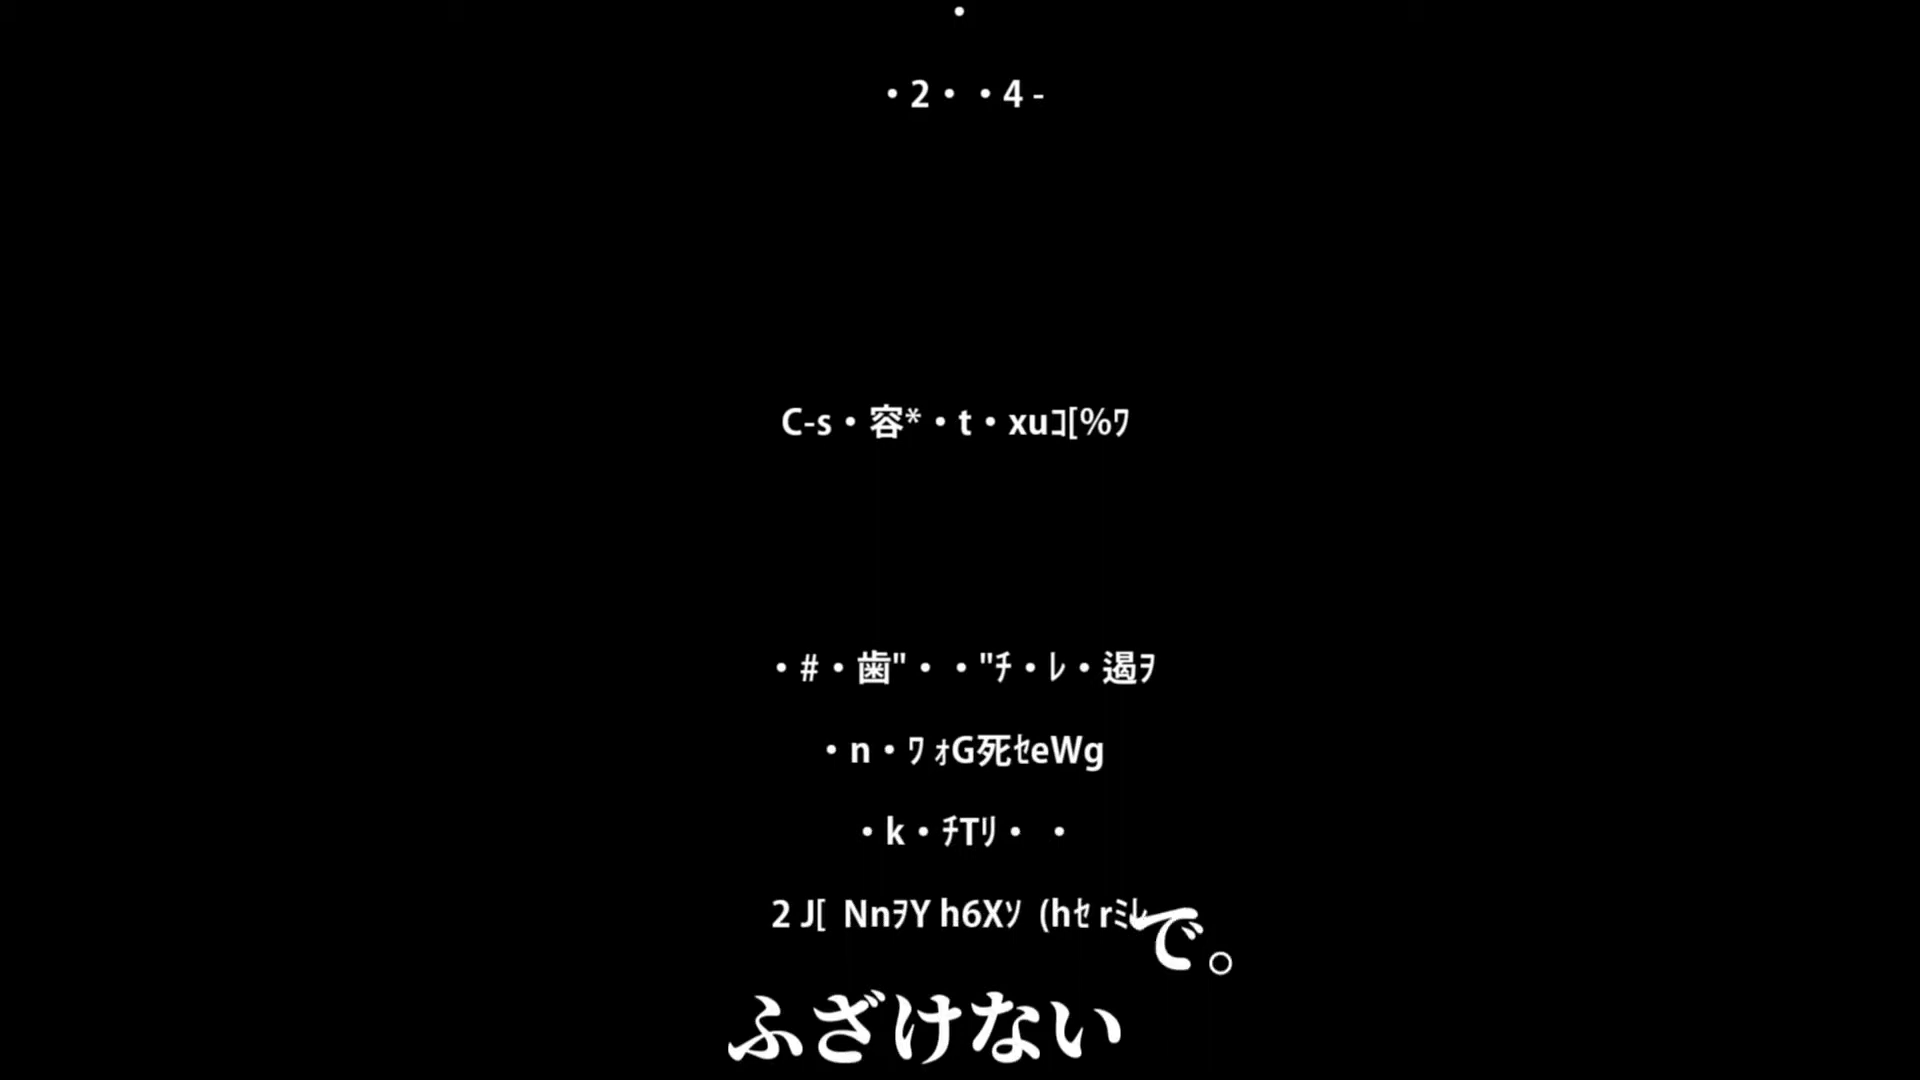 ・
・2・・4 -
C-s・容*・t・xuｺ[%ﾜ
・#・歯"・・"ﾁ・ﾚ・遏ｦ
・n・ﾜ ｫG死ｾeWg
・k・ﾁTﾘ・ ・
2 J[ NnｦY h6Xｿ (hｾ rﾐﾚ
ふざけない
で。